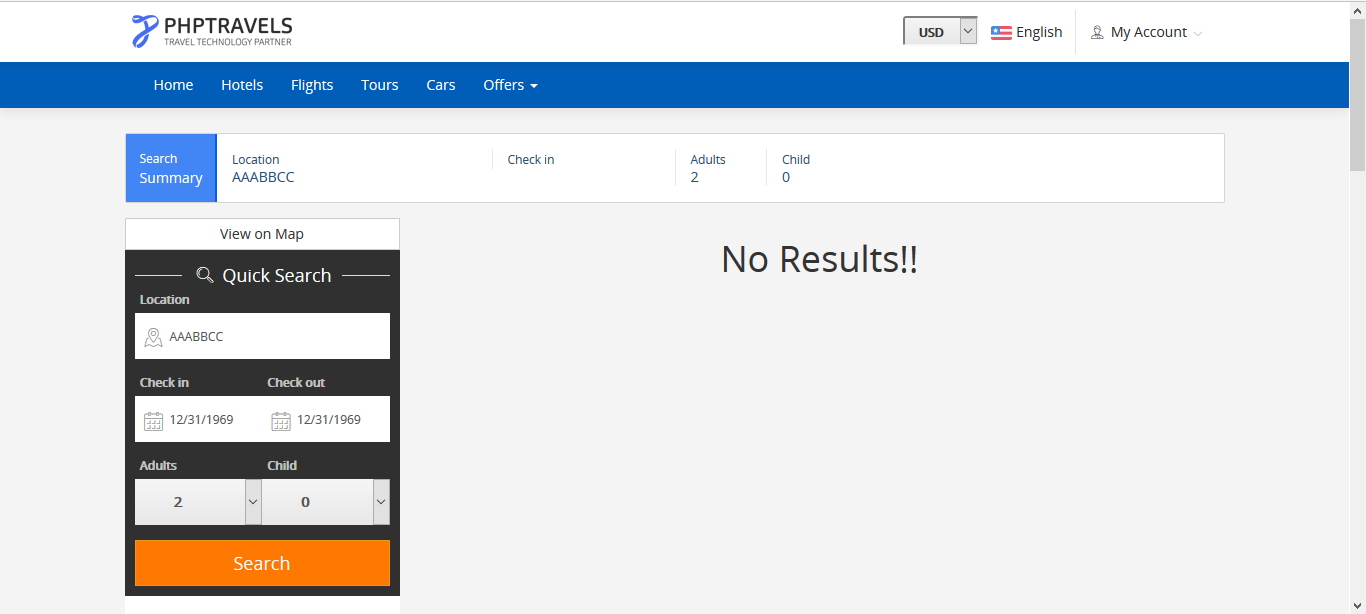 PHPTRAVELS
TRAVEL TECHNOLOGY PARTNER
USD English My Account
Home Hotels Flights Tours Cars Offers
Search Summary
Location
AAABBCC
Check in
Adults
2
Child
0
View on Map
No Results!!
Quick Search
Location
AAABBCC
Check in Check out
12/31/1969 12/31/1969
Adults Child
2 0
Search